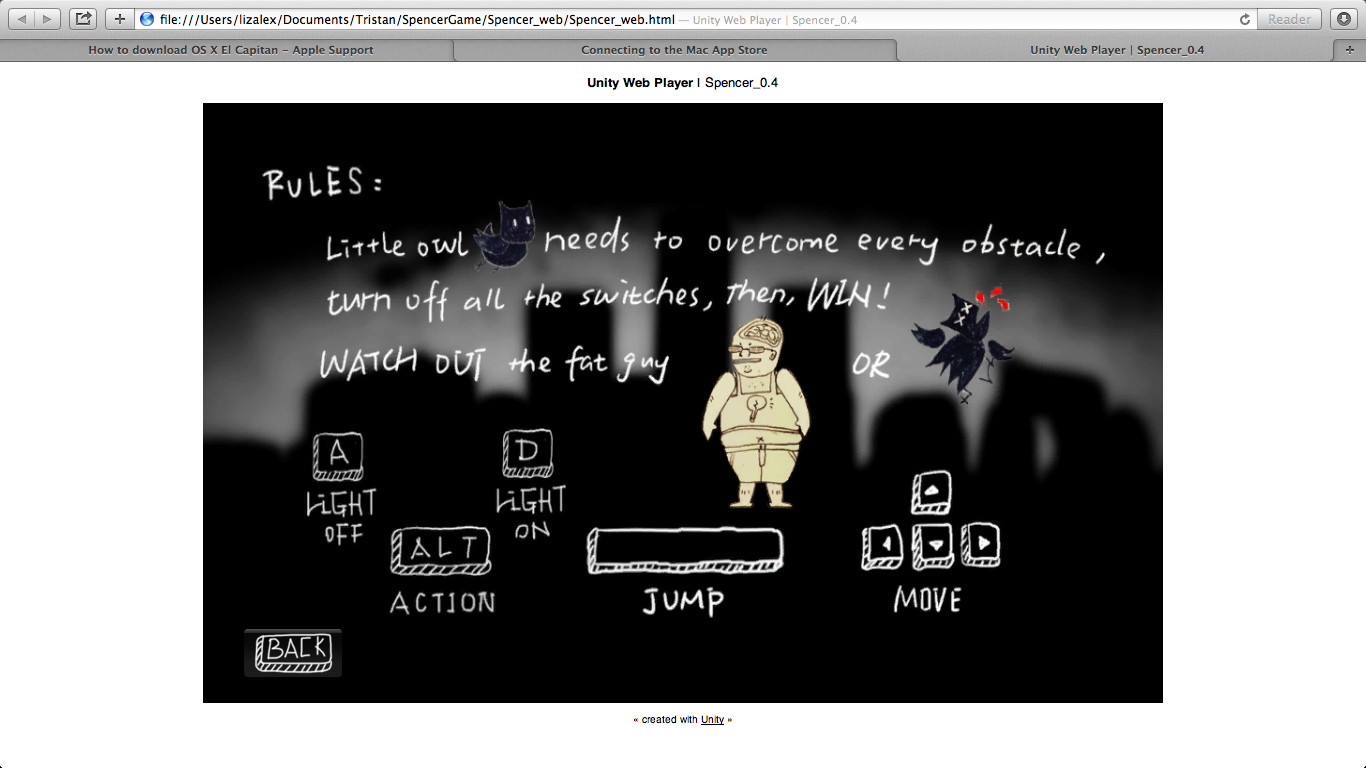 file:///Users/lizalex/Documents/Tristan/SpencerGame/Spencer_web/Spencer_web.html — Unity Web Player | Spencer_0.4
Reader
How to download OS X El Capitan – Apple Support
Connecting to the Mac App Store
Unity Web Player | Spencer_0.4
Unity Web Player | Spencer_0.4
RULES:
Little owl needs to overcome every obstacle,
turn off all the switches, then, WIN!
WATCH OUT the fat guy OR
A
D
LIGHT
OFF
LIGHT
ON
ALT
ACTION
JUMP
MOVE
BACK
« created with Unity »